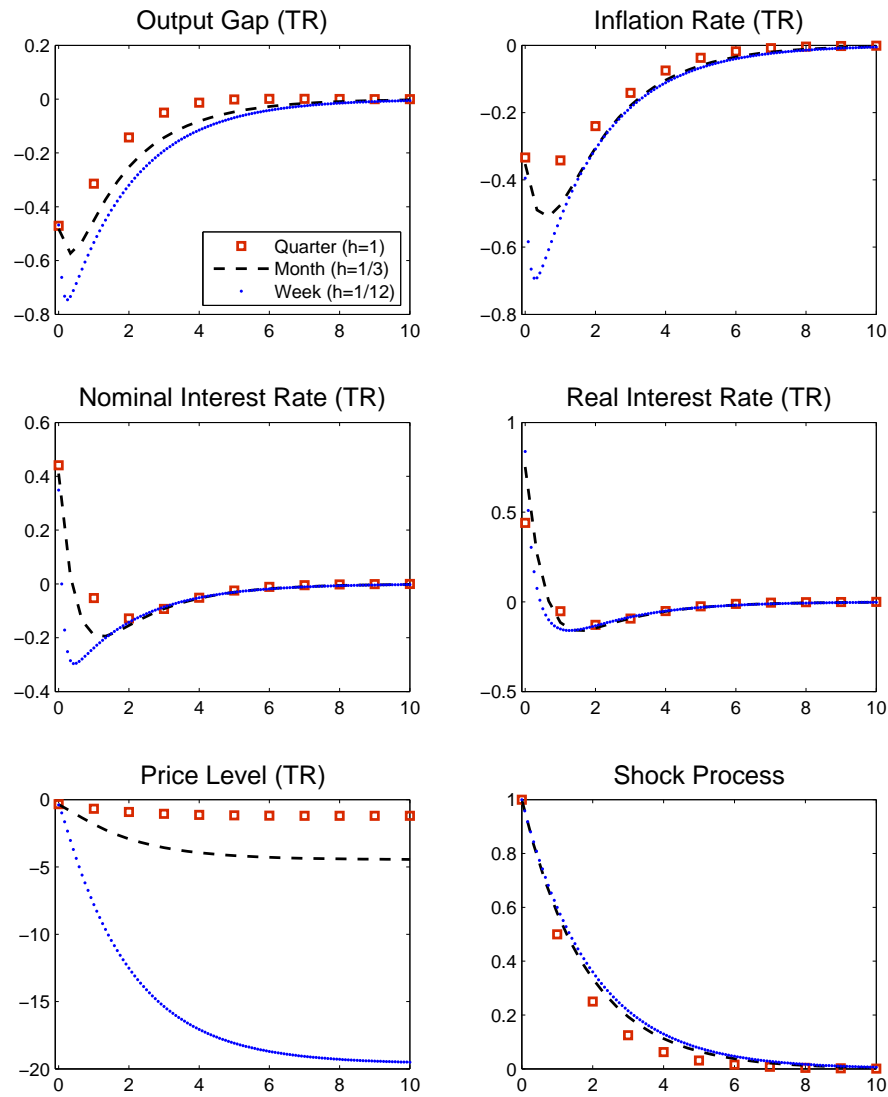 Output Gap (TR)
0.2
0
−0.2
−0.4
−0.6
−0.8
0 2 4 6 8 10
Quarter (h=1)
Month (h=1/3)
Week (h=1/12)
Inflation Rate (TR)
0
−0.2
−0.4
−0.6
−0.8
0 2 4 6 8 10
Nominal Interest Rate (TR)
0.6
0.4
0.2
0
−0.2
−0.4
0 2 4 6 8 10
Real Interest Rate (TR)
1
0.5
0
−0.5
0 2 4 6 8 10
Price Level (TR)
0
−5
−10
−15
−20
0 2 4 6 8 10
Shock Process
1
0.8
0.6
0.4
0.2
0
0 2 4 6 8 10